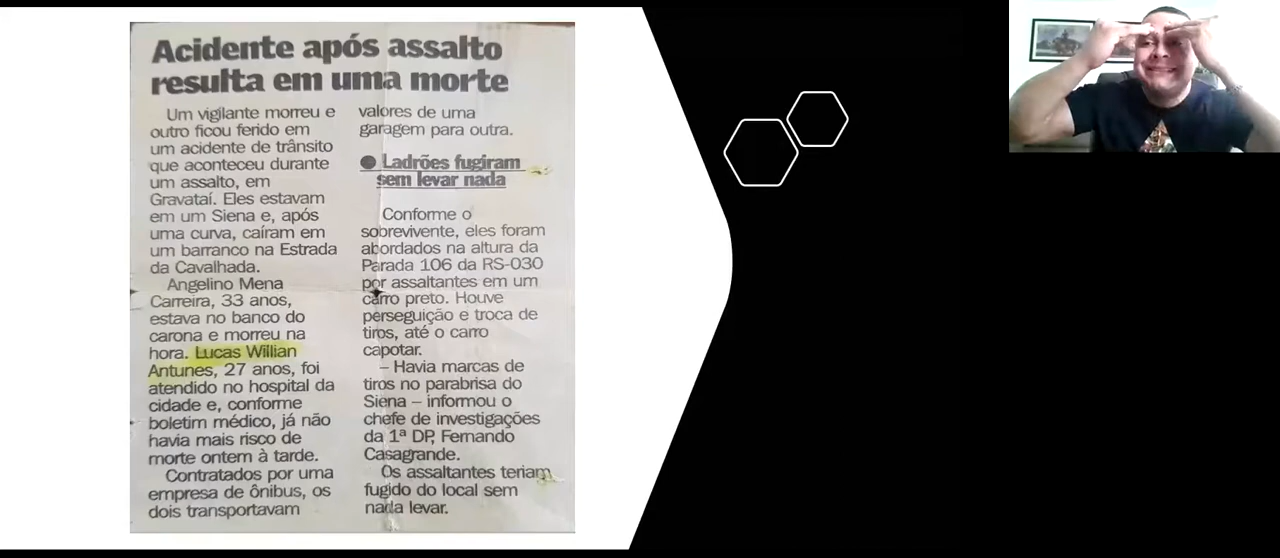 Acidente após assalto
resulta em uma morte
Um vigilante morreu e
outro ficou ferido em
um acidente de trânsito
que aconteceu durante
um assalto, em
Gravataí. Eles estavam
em um Siena e, após
uma curva, caíram em
um barranco na Estrada
da Cavalhada.
Angelino Mena
Carreira, 33 anos,
estava no banco do
carona e morreu na
hora. Lucas Willian
Antunes, 27 anos, foi
atendido no hospital da
cidade e, conforme
boletim médico, já não
havia mais risco de
morte ontem à tarde.
Contratados por uma
empresa de ônibus, os
dois transportavam
valores de uma
garagem para outra.
● Ladrões fugiram
sem levar nada
Conforme o
sobrevivente, eles foram
abordados na altura da
Parada 106 da RS-030
por assaltantes em um
carro preto. Houve
perseguição e troca de
tiros, até o carro
capotar.
– Havia marcas de
tiros no parabrisa do
Siena – informou o
chefe de investigações
da 1ª DP, Fernando
Casagrande.
Os assaltantes teriam
fugido do local sem
nada levar.